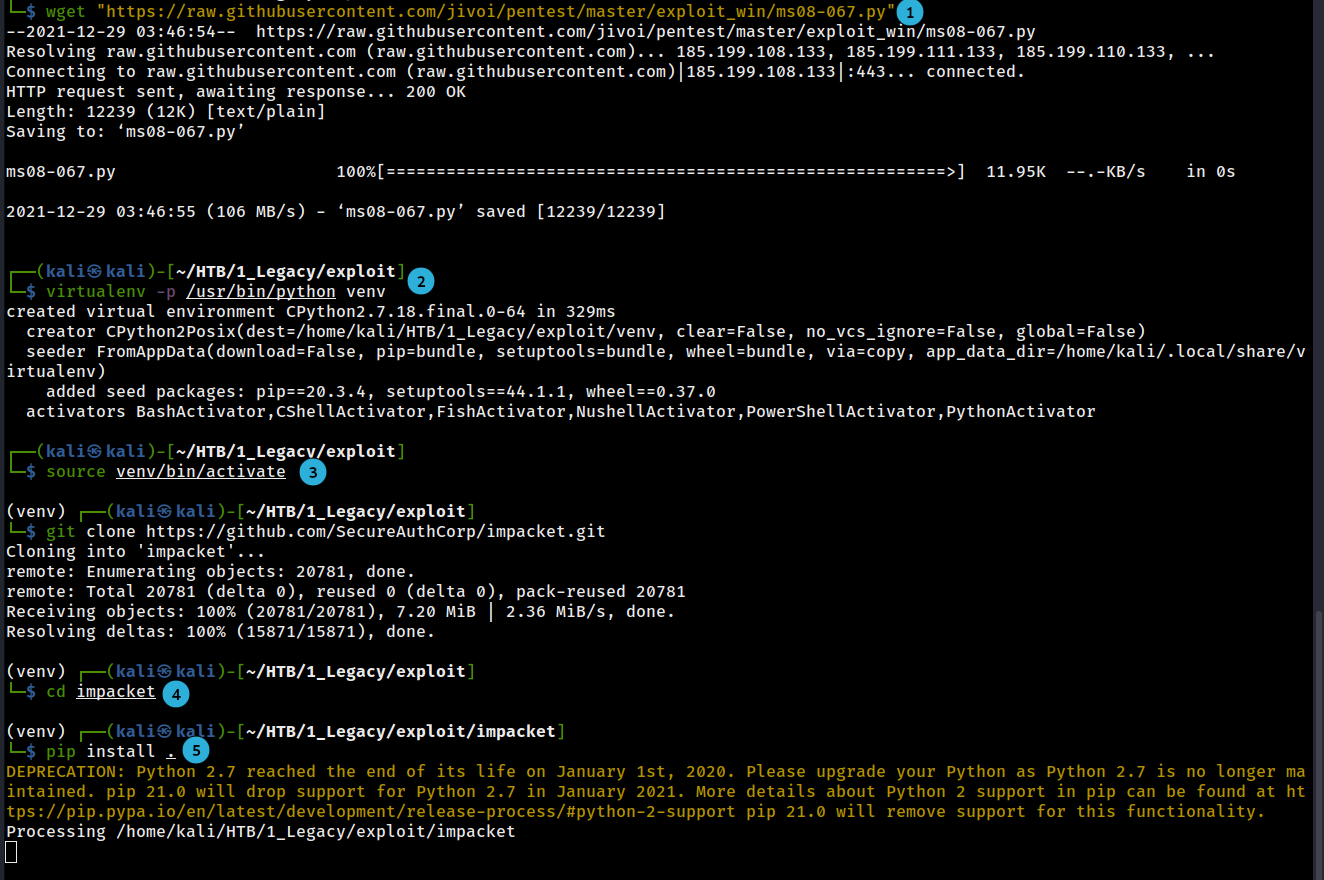 └─$ wget "https://raw.githubusercontent.com/jivoi/pentest/master/exploit_win/ms08-067.py" 1
--2021-12-29 03:46:54--  https://raw.githubusercontent.com/jivoi/pentest/master/exploit_win/ms08-067.py
Resolving raw.githubusercontent.com (raw.githubusercontent.com)... 185.199.108.133, 185.199.111.133, 185.199.110.133, ...
Connecting to raw.githubusercontent.com (raw.githubusercontent.com)|185.199.108.133|:443... connected.
HTTP request sent, awaiting response... 200 OK
Length: 12239 (12K) [text/plain]
Saving to: ‘ms08-067.py’

ms08-067.py                      100%[========================================================>]  11.95K  --.-KB/s    in 0s

2021-12-29 03:46:55 (106 MB/s) - ‘ms08-067.py’ saved [12239/12239]

┌──(kali㉿kali)-[~/HTB/1_Legacy/exploit]
└─$ virtualenv -p /usr/bin/python venv 2
created virtual environment CPython2.7.18.final.0-64 in 329ms
  creator CPython2Posix(dest=/home/kali/HTB/1_Legacy/exploit/venv, clear=False, no_vcs_ignore=False, global=False)
  seeder FromAppData(download=False, pip=bundle, setuptools=bundle, wheel=bundle, via=copy, app_data_dir=/home/kali/.local/share/v
irtualenv)
    added seed packages: pip==20.3.4, setuptools==44.1.1, wheel==0.37.0
  activators BashActivator,CShellActivator,FishActivator,NushellActivator,PowerShellActivator,PythonActivator

┌──(kali㉿kali)-[~/HTB/1_Legacy/exploit]
└─$ source venv/bin/activate 3

(venv) ┌──(kali㉿kali)-[~/HTB/1_Legacy/exploit]
└─$ git clone https://github.com/SecureAuthCorp/impacket.git
Cloning into 'impacket'...
remote: Enumerating objects: 20781, done.
remote: Total 20781 (delta 0), reused 0 (delta 0), pack-reused 20781
Receiving objects: 100% (20781/20781), 7.20 MiB | 2.36 MiB/s, done.
Resolving deltas: 100% (15871/15871), done.

(venv) ┌──(kali㉿kali)-[~/HTB/1_Legacy/exploit]
└─$ cd impacket 4

(venv) ┌──(kali㉿kali)-[~/HTB/1_Legacy/exploit/impacket]
└─$ pip install . 5
DEPRECATION: Python 2.7 reached the end of its life on January 1st, 2020. Please upgrade your Python as Python 2.7 is no longer ma
intained. pip 21.0 will drop support for Python 2.7 in January 2021. More details about Python 2 support in pip can be found at ht
tps://pip.pypa.io/en/latest/development/release-process/#python-2-support pip 21.0 will remove support for this functionality.
Processing /home/kali/HTB/1_Legacy/exploit/impacket